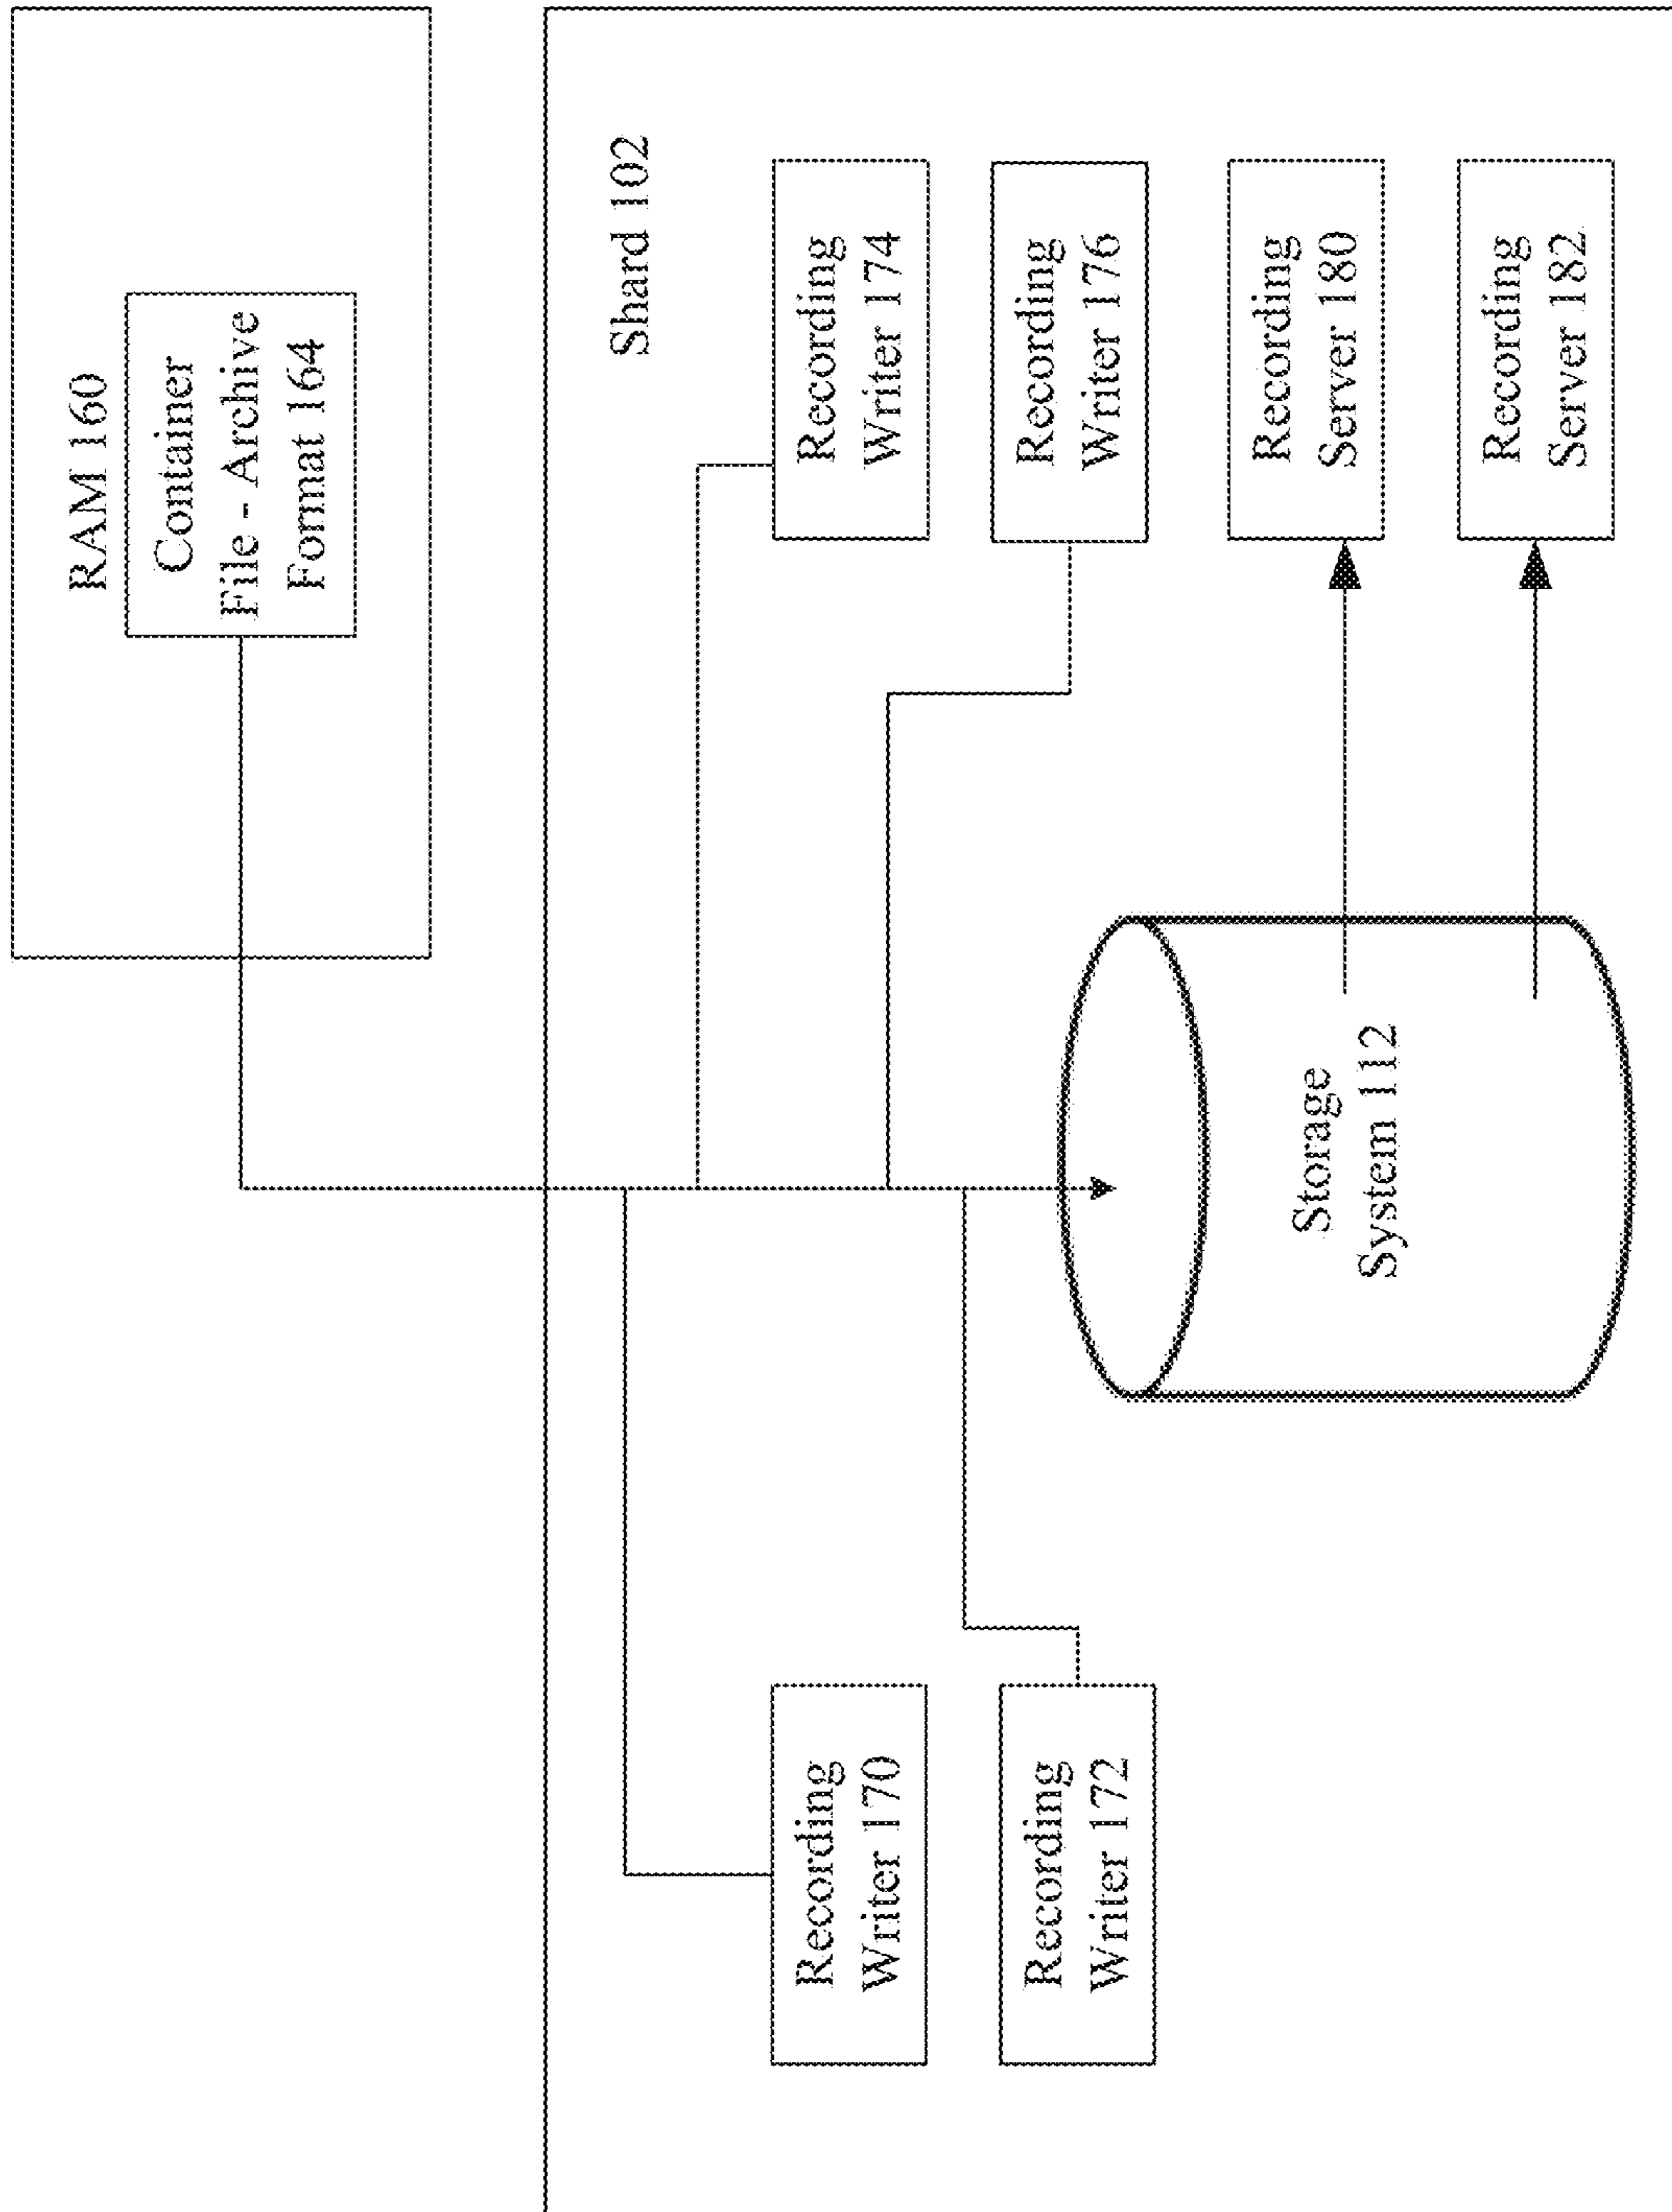 RAM 160
Container
File - Archive
Format 164
Shard 102
Recording
Writer 170
Recording
Writer 172
Recording
Writer 174
Recording
Writer 176
Storage
System 112
Recording
Server 180
Recording
Server 182